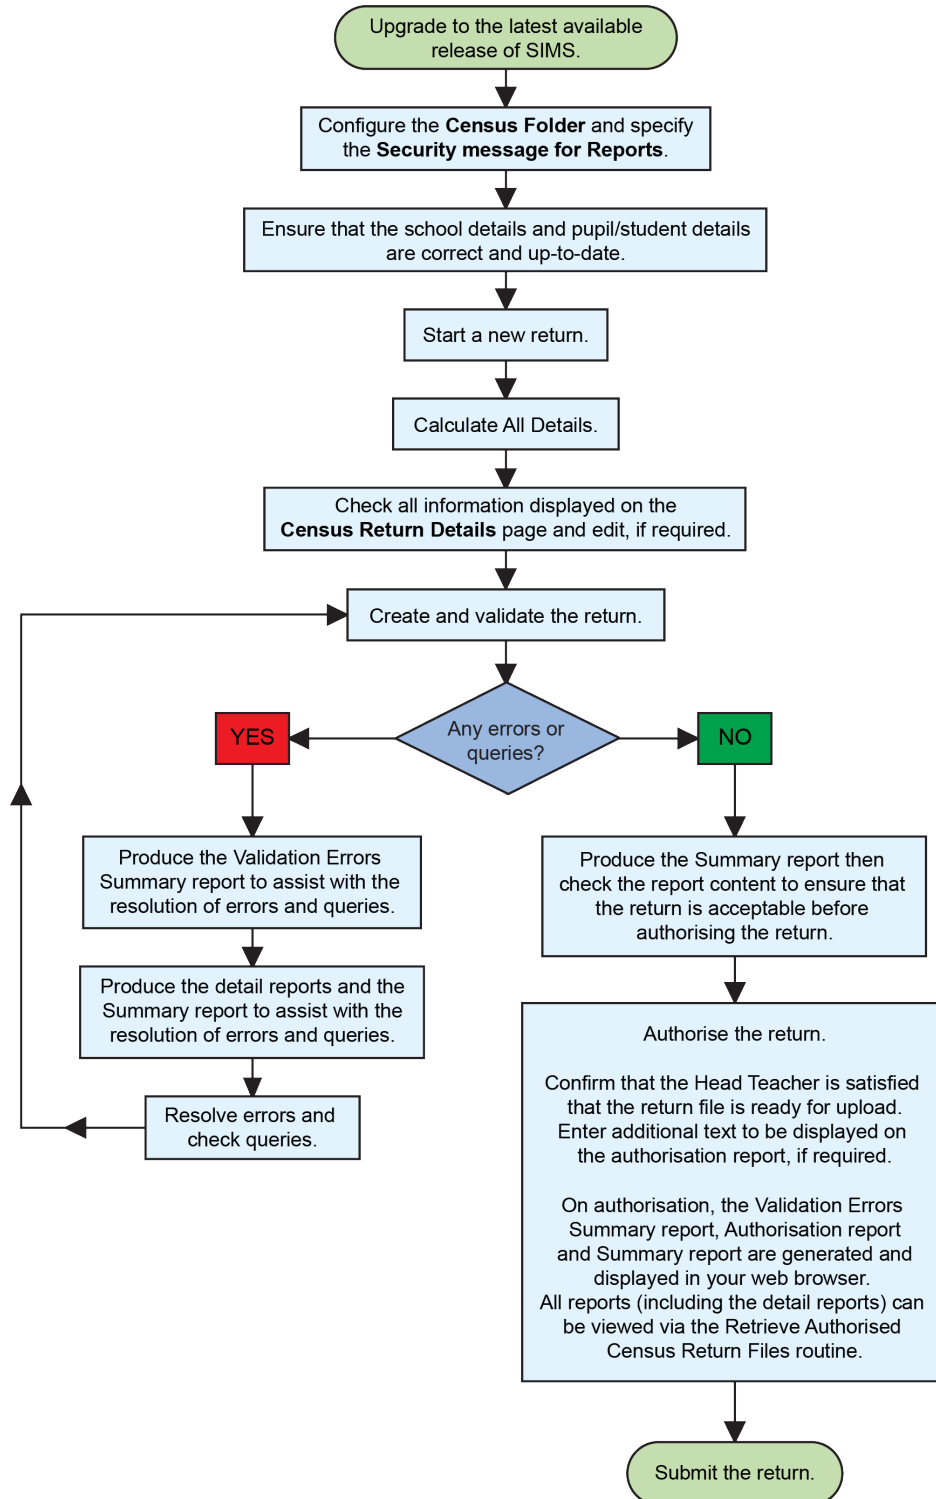 Upgrade to the latest available
release of SIMS.
Configure the Census Folder and specify
the Security message for Reports.
Ensure that the school details and pupil/student details
are correct and up-to-date.
Start a new return.
Calculate All Details.
Check all information displayed on the
Census Return Details page and edit, if required.
Create and validate the return.
Any errors or
queries?
YES
NO
Produce the Validation Errors
Summary report to assist with the
resolution of errors and queries.
Produce the detail reports and the
Summary report to assist with the
resolution of errors and queries.
Resolve errors and
check queries.
Produce the Summary report then
check the report content to ensure that
the return is acceptable before
authorising the return.
Authorise the return.
Confirm that the Head Teacher is satisfied
that the return file is ready for upload.
Enter additional text to be displayed on
the authorisation report, if required.
On authorisation, the Validation Errors
Summary report, Authorisation report
and Summary report are generated and
displayed in your web browser.
All reports (including the detail reports) can
be viewed via the Retrieve Authorised
Census Return Files routine.
Submit the return.